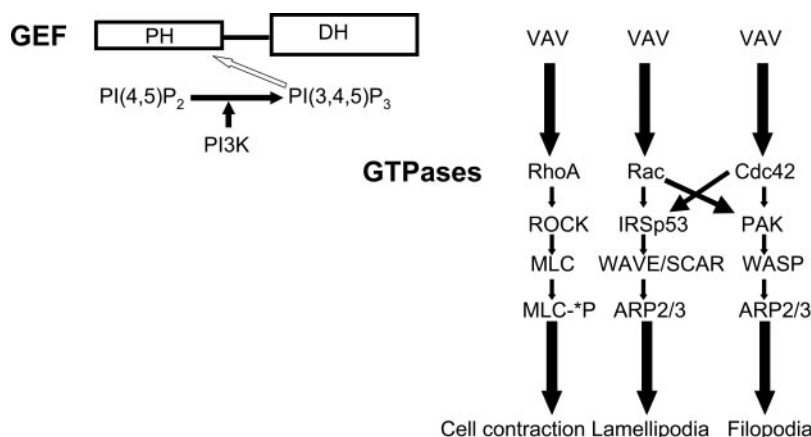 GEF
PH
DH
PI(4,5)P2
PI(3,4,5)P3
PI3K
VAV VAV VAV
GTPases
RhoA Rac Cdc42
ROCK IRSp53 PAK
MLC WAVE/SCAR WASP
MLC-*P ARP2/3 ARP2/3
Cell contraction Lamellipodia Filopodia